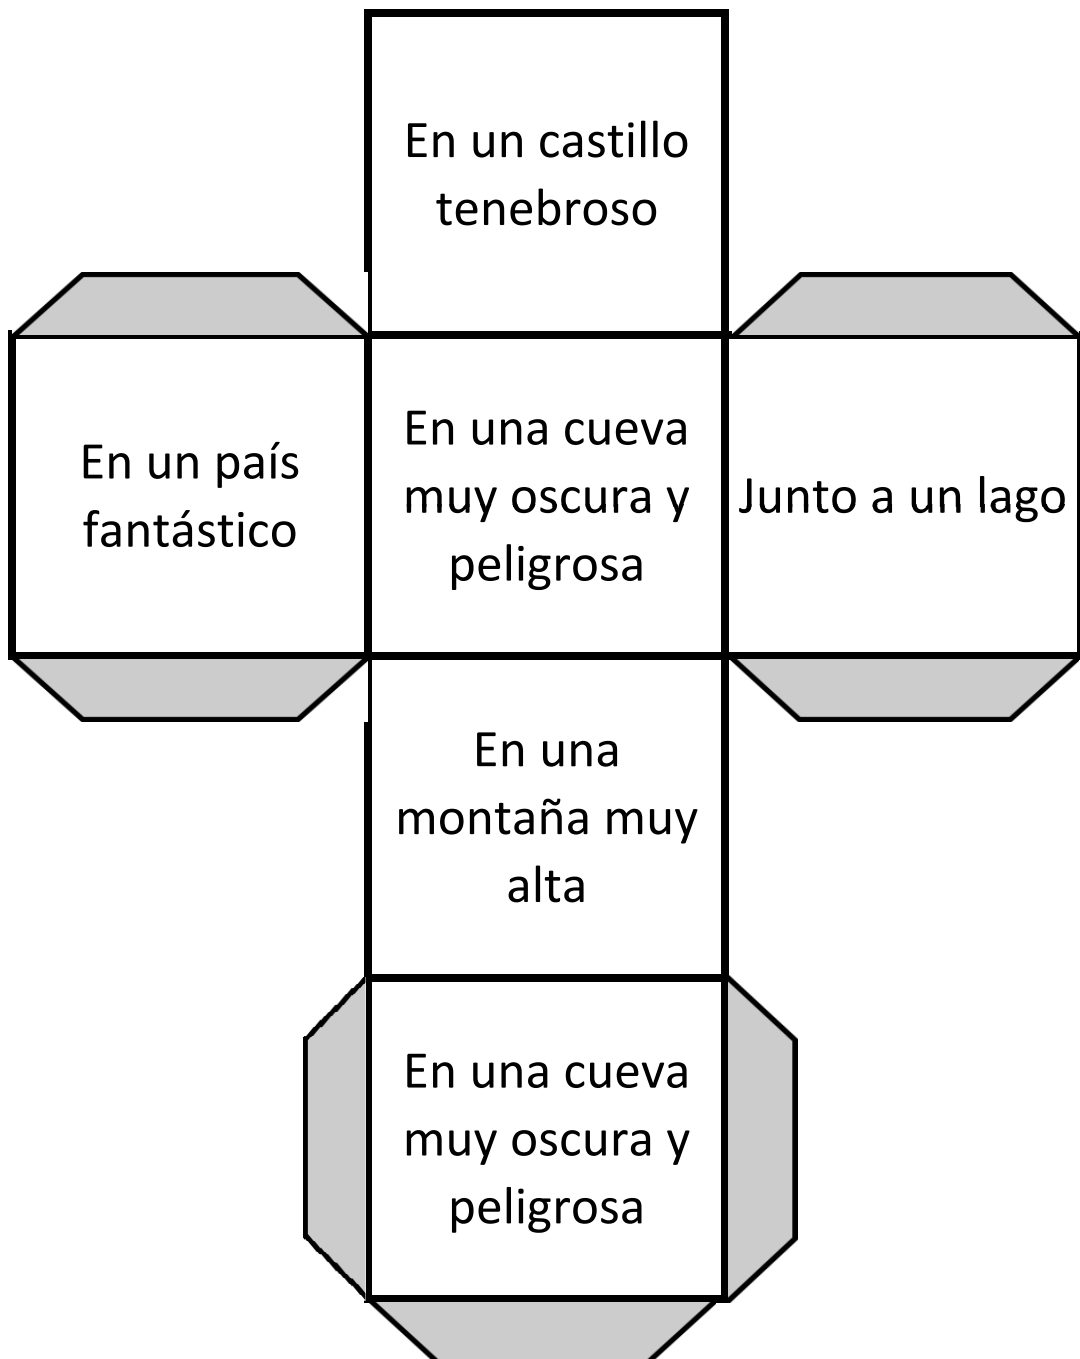 En un castillo
tenebroso
En un país
fantástico
En una cueva
muy oscura y
peligrosa
Junto a un lago
En una
montaña muy
alta
En una cueva
muy oscura y
peligrosa